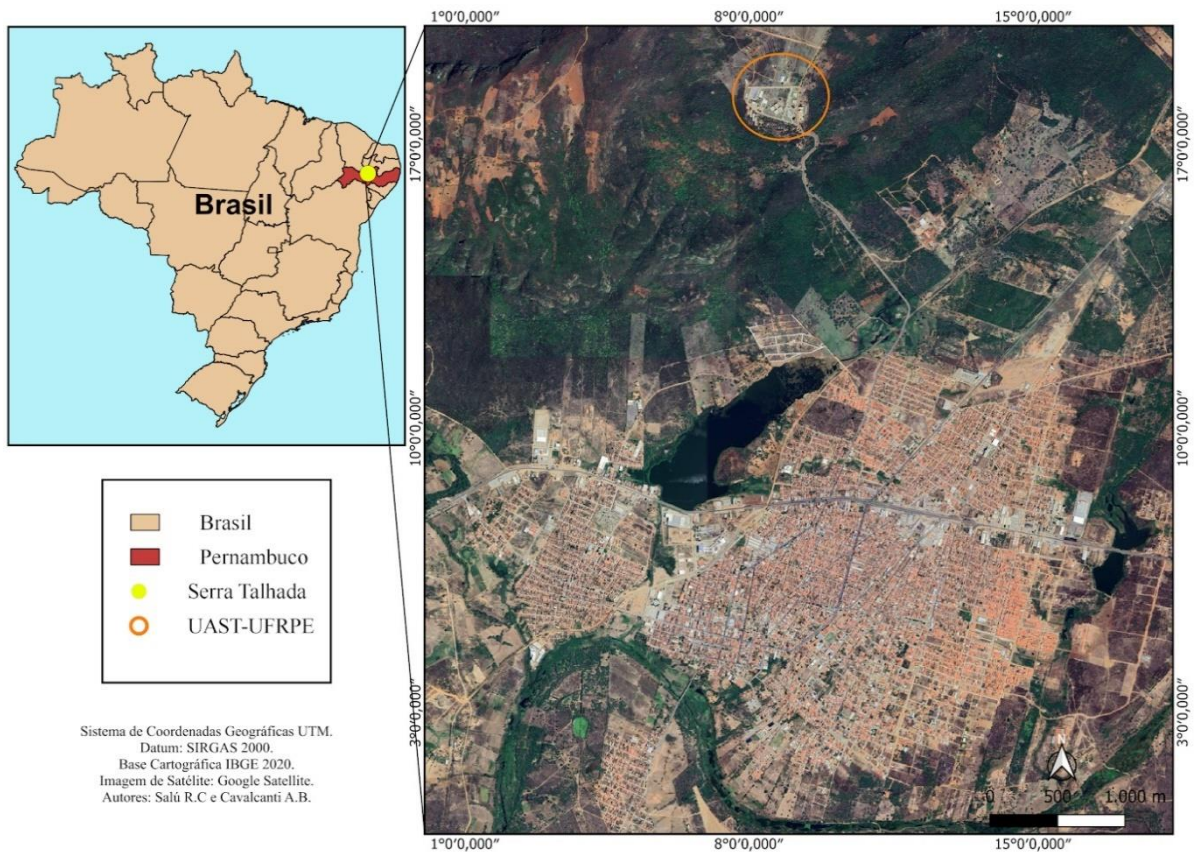 1°0'0,000"
8°0'0,000"
15°0'0,000"
17°0'0,000"
17°0'0,000"
Brasil
10°0'0,000"
10°0'0,000"
Brasil
Pernambuco
Serra Talhada
UAST-UFRPE
3°0'0,000"
3°0'0,000"
Sistema de Coordenadas Geográficas UTM.
Datum: SIRGAS 2000.
Base Cartográfica IBGE 2020.
Imagem de Satélite: Google Satellite.
Autores: Salú R.C e Cavalcanti A.B.
N
0 500 1.000 m
1°0'0,000"
8°0'0,000"
15°0'0,000"